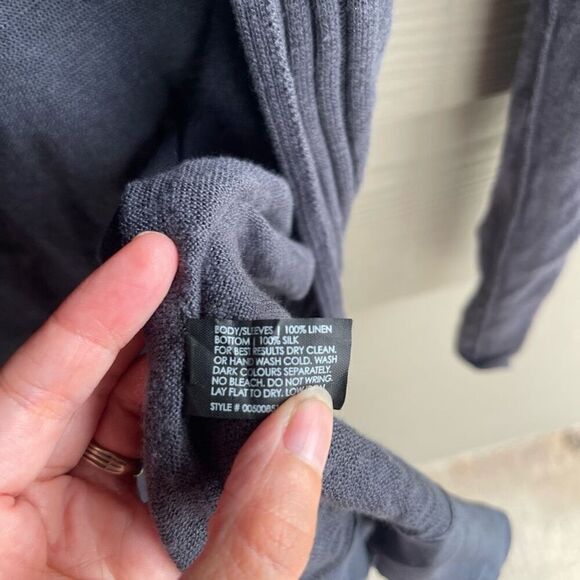 BODY/SLEEVES | 100% LINEN
BOTTOM | 100% SILK
FOR BEST RESULTS DRY CLEAN.
OR HAND WASH COLD. WASH
DARK COLOURS SEPARATELY.
NO BLEACH. DO NOT WRING.
LAY FLAT TO DRY. LOW
STYLE #